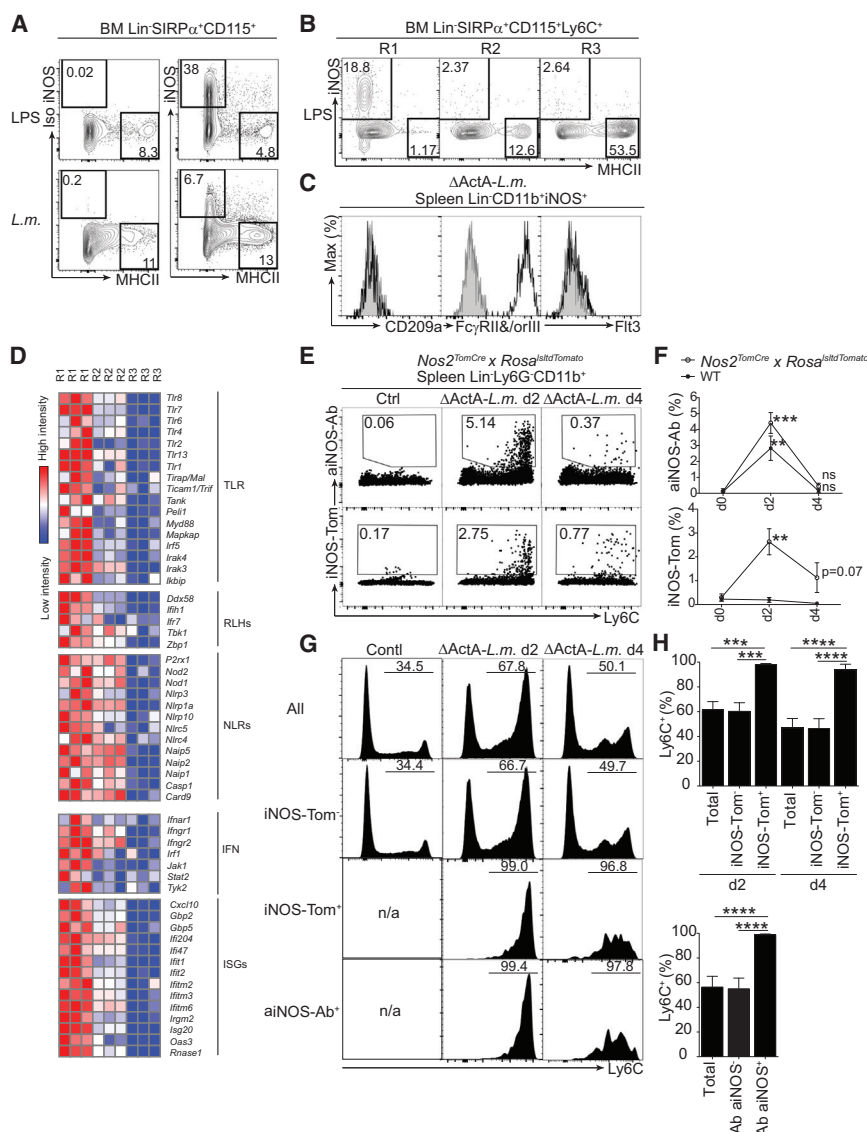 A
BM Lin-SIRPα+CD115+
Iso iNOS
iNOS
LPS
0.02
8.3
38
4.8
L.m.
0.2
11
6.7
13
MHCII
MHCII
B
BM Lin-SIRPα+CD115+Ly6C+
R1
R2
R3
iNOS
LPS
18.8
1.17
2.37
12.6
2.64
53.5
MHCII
C
ΔActA-L.m.
Spleen Lin-CD11b+iNOS+
Max (%)
CD209a
FcγRII&/orIII
Flt3
D
R1 R1 R1 R2 R2 R2 R3 R3 R3
High intensity
Low intensity
Tlr8
Tlr7
Tlr6
Tlr4
Tlr2
Tlr13
Tlr1
Tirap/Mal
Ticam1/Trif
Tank
Peli1
Myd88
Mapkap
Irf5
Irak4
Irak3
Ikbip
TLR
Ddx58
Ifih1
Ifr7
Tbk1
Zbp1
RLHs
P2rx1
Nod2
Nod1
Nlrp3
Nlrp1a
Nlrp10
Nlrc5
Nlrc4
Naip5
Naip2
Naip1
Casp1
Card9
NLRs
Ifnar1
Ifngr1
Ifngr2
Irf1
Jak1
Stat2
Tyk2
IFN
Cxcl10
Gbp2
Gbp5
Ifi204
Ifi47
Ifit1
Ifit2
Ifitm2
Ifitm3
Ifitm6
Irgm2
Isg20
Oas3
Rnase1
ISGs
E
Nos2TomCre x RosalsltdTomato
Spleen Lin-Ly6G-CD11b+
Ctrl
ΔActA-L.m. d2
ΔActA-L.m. d4
aiNOS-Ab
0.06
5.14
0.37
iNOS-Tom
0.17
2.75
0.77
Ly6C
F
Nos2TomCre x RosalsltdTomato
WT
aiNOS-Ab (%)
6
4
2
0
***
**
ns
ns
d0
d2
d4
iNOS-Tom (%)
4
3
2
1
0
**
p=0.07
d0
d2
d4
G
Contl
ΔActA-L.m. d2
ΔActA-L.m. d4
All
34.5
67.8
50.1
iNOS-Tom-
34.4
66.7
49.7
iNOS-Tom+
n/a
99.0
96.8
aiNOS-Ab+
n/a
99.4
97.8
Ly6C
H
Ly6C+ (%)
100
80
60
40
20
0
***
***
****
****
Total
iNOS-Tom-
iNOS-Tom+
Total
iNOS-Tom-
iNOS-Tom+
d2
d4
Ly6C+ (%)
100
80
60
40
20
0
****
****
Total
Ab aiNOS-
Ab aiNOS+